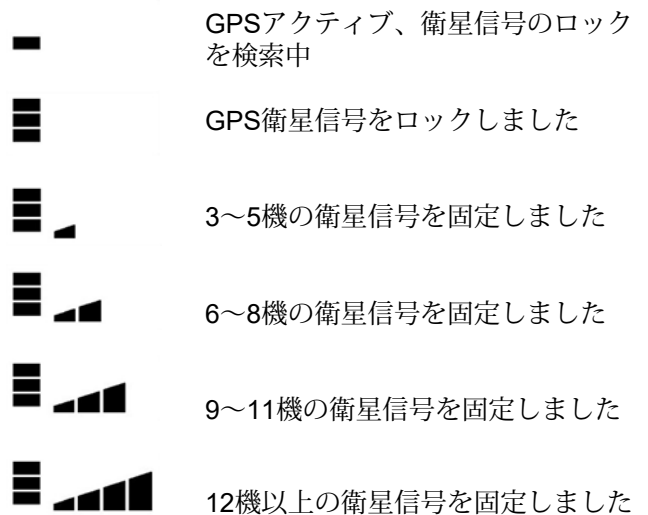 GPSアクティブ、衛星信号のロック
を検索中
GPS衛星信号をロックしました
3～5機の衛星信号を固定しました
6～8機の衛星信号を固定しました
9～11機の衛星信号を固定しました
12機以上の衛星信号を固定しました